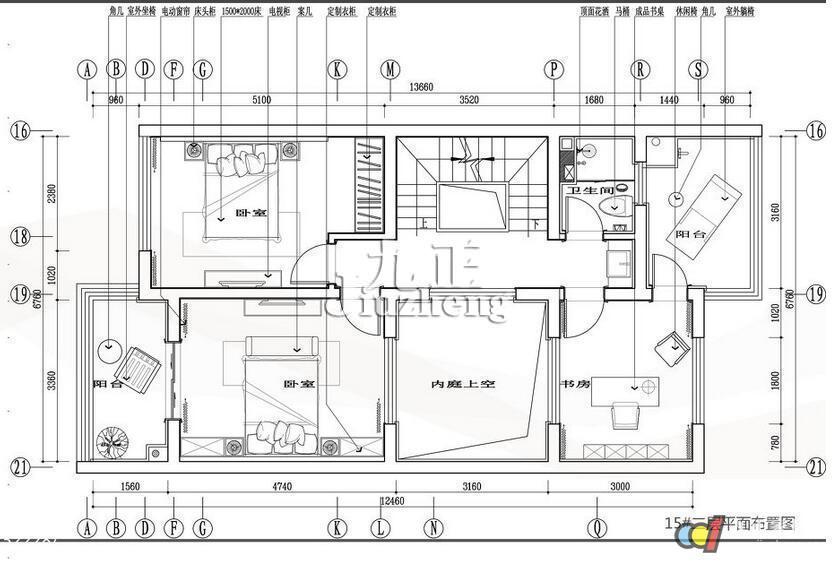 角几 室外坐椅 电动窗帘 床头柜 1500*2000床 电视柜 案几 定制衣柜 定制衣柜 顶面花洒 马桶 成品书桌 休闲椅 角几 室外躺椅
A B D F G K M P R S
13660
960 5100 3520 1680 1440 960
16 16
2380 3160
卫生间
卧室
上 下
18 阳台
1020
九正
19 19
6760 6760
Jiuzheng
1020
3360 1800
阳台 卧室 内庭上空 书房
780
21 21
1560 4740 3160 3000
12460
A B D F G K L N Q
15#二层平面布置图